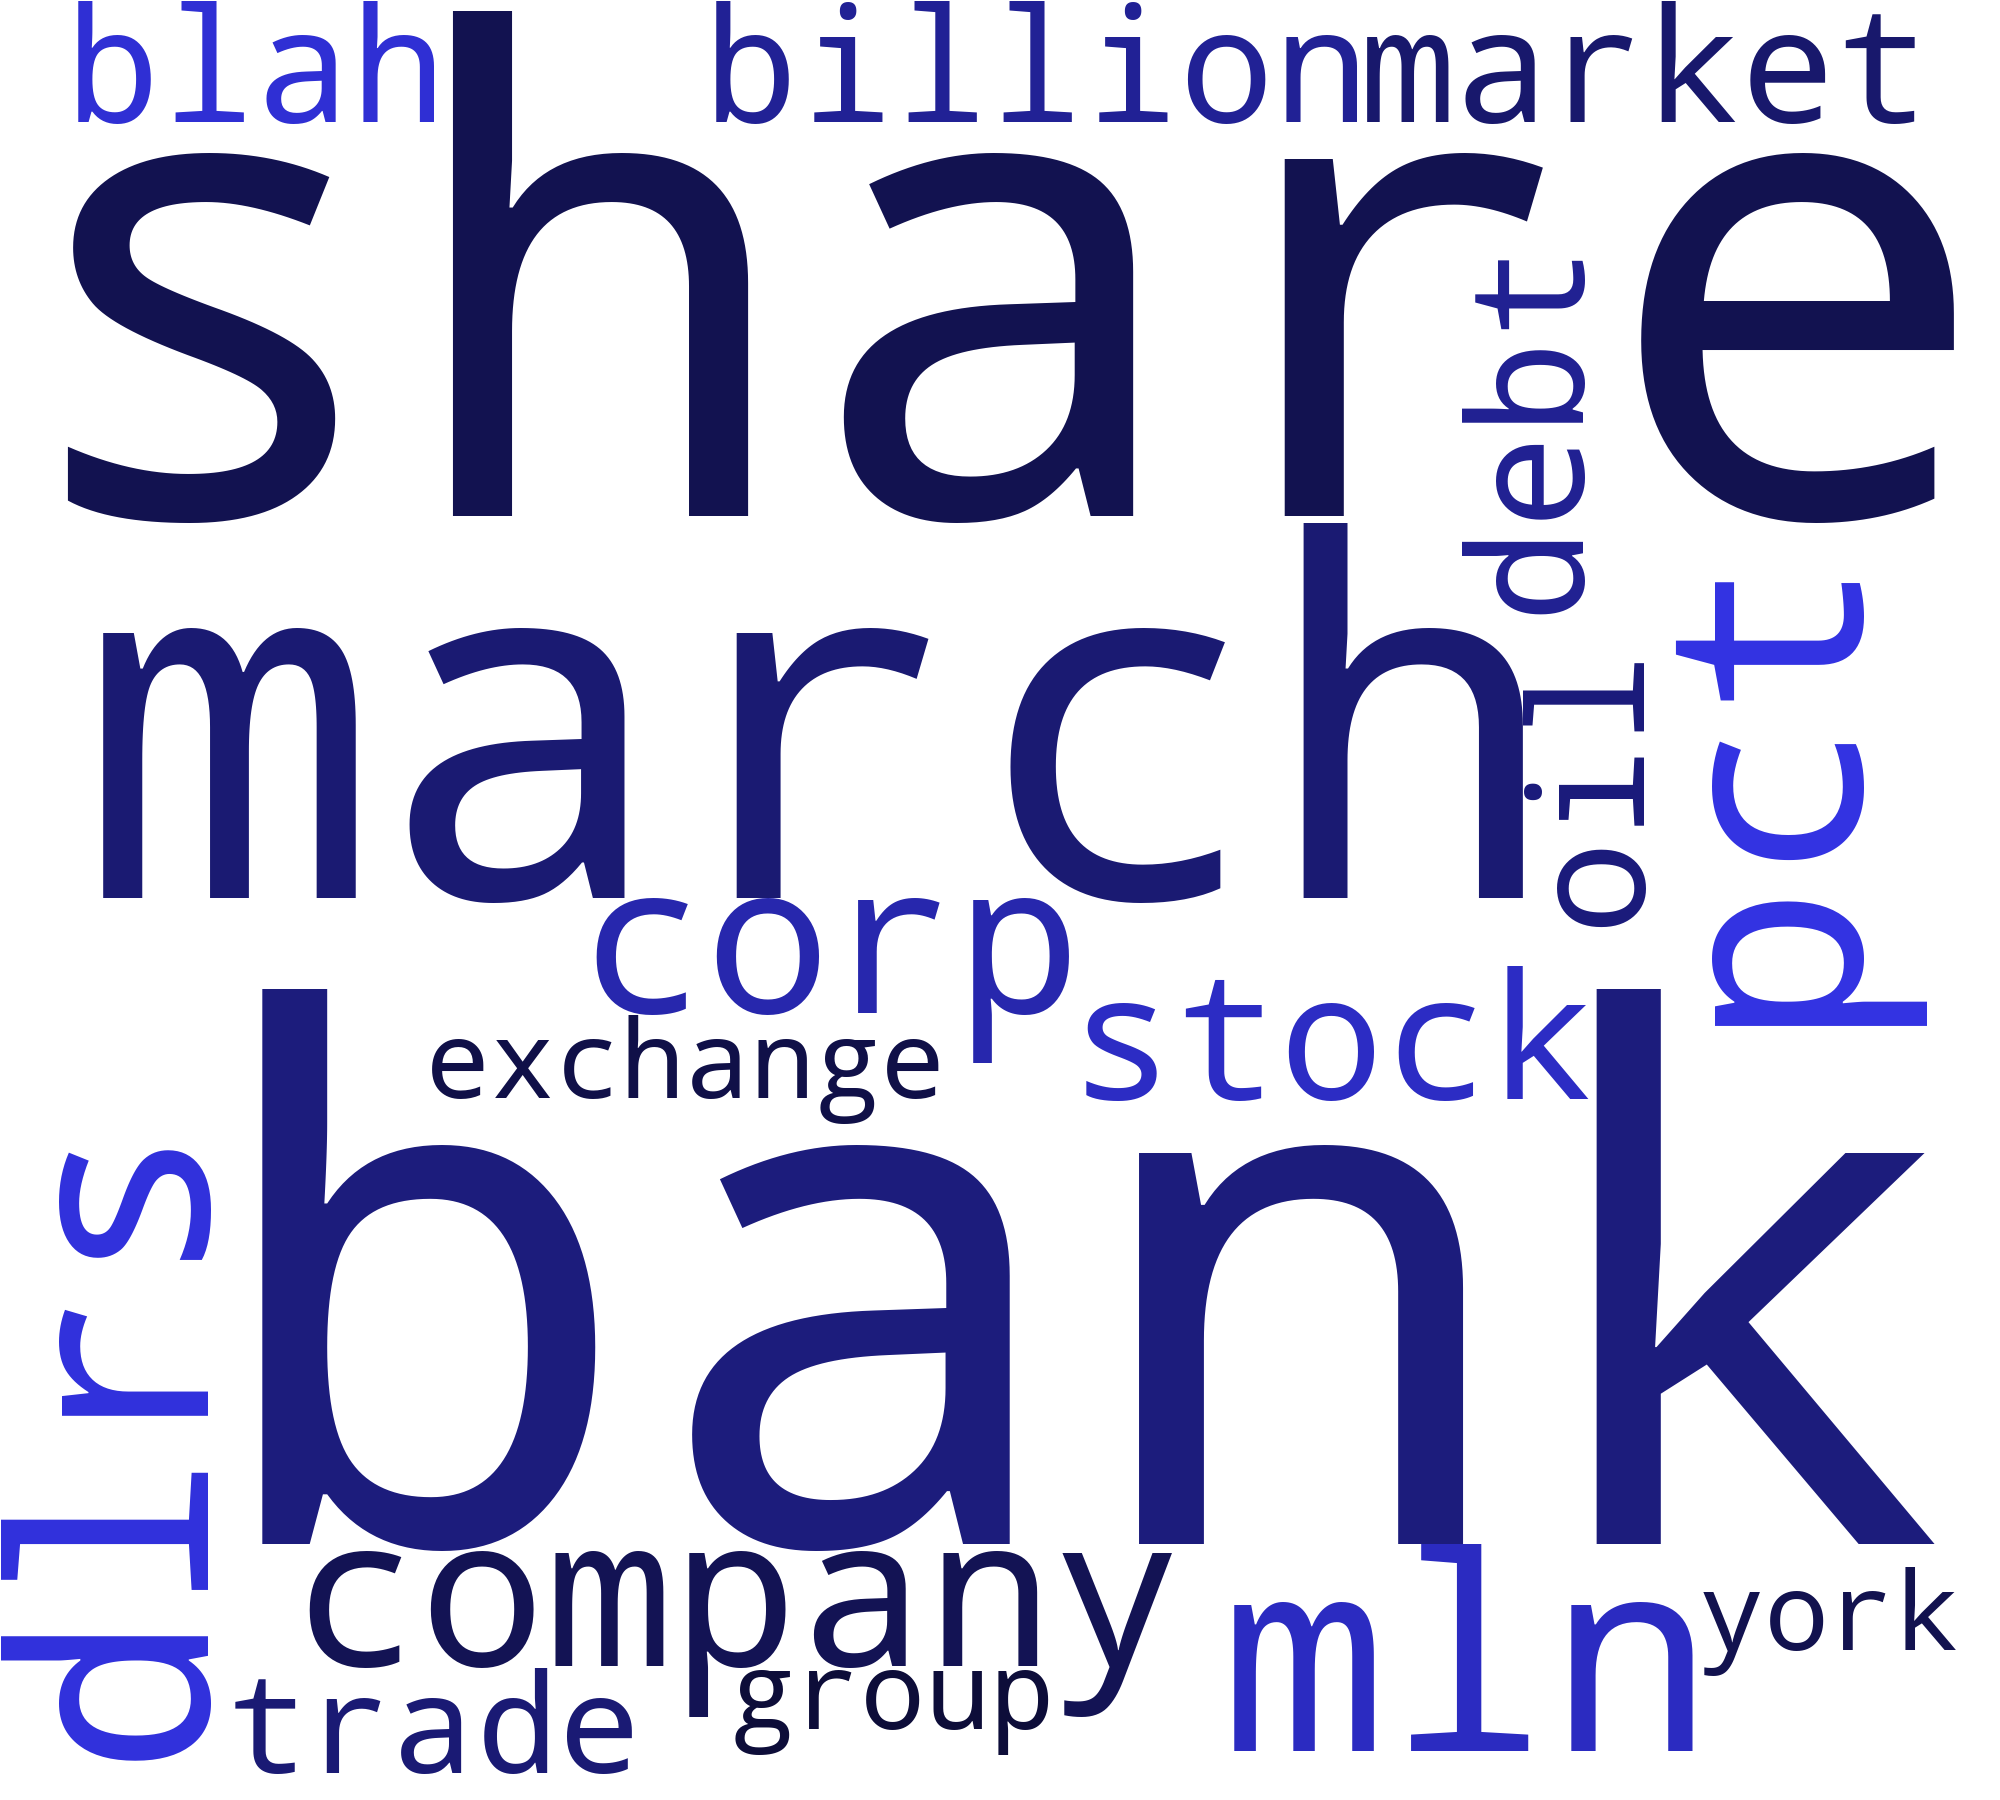 blah billion market
share
debt
march
oil
pct
corp
stock
exchange
bank
dlrs
company
mln
york
group
trade